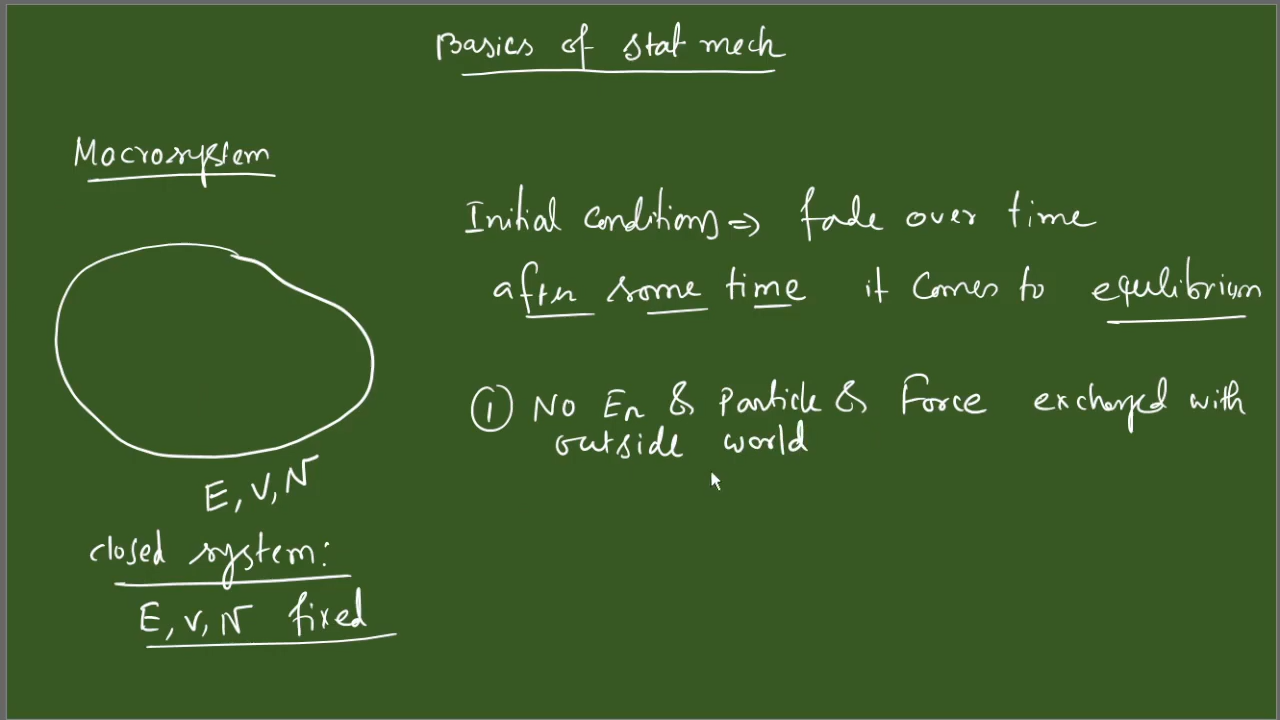 Basics of stat mech
Macrosystem
E, V, N
closed system:
E, V, N fixed
Initial Conditions ⇒ fade over time
after some time it comes to equilibrium
① No En & Particle & Force exchanged with
outside world